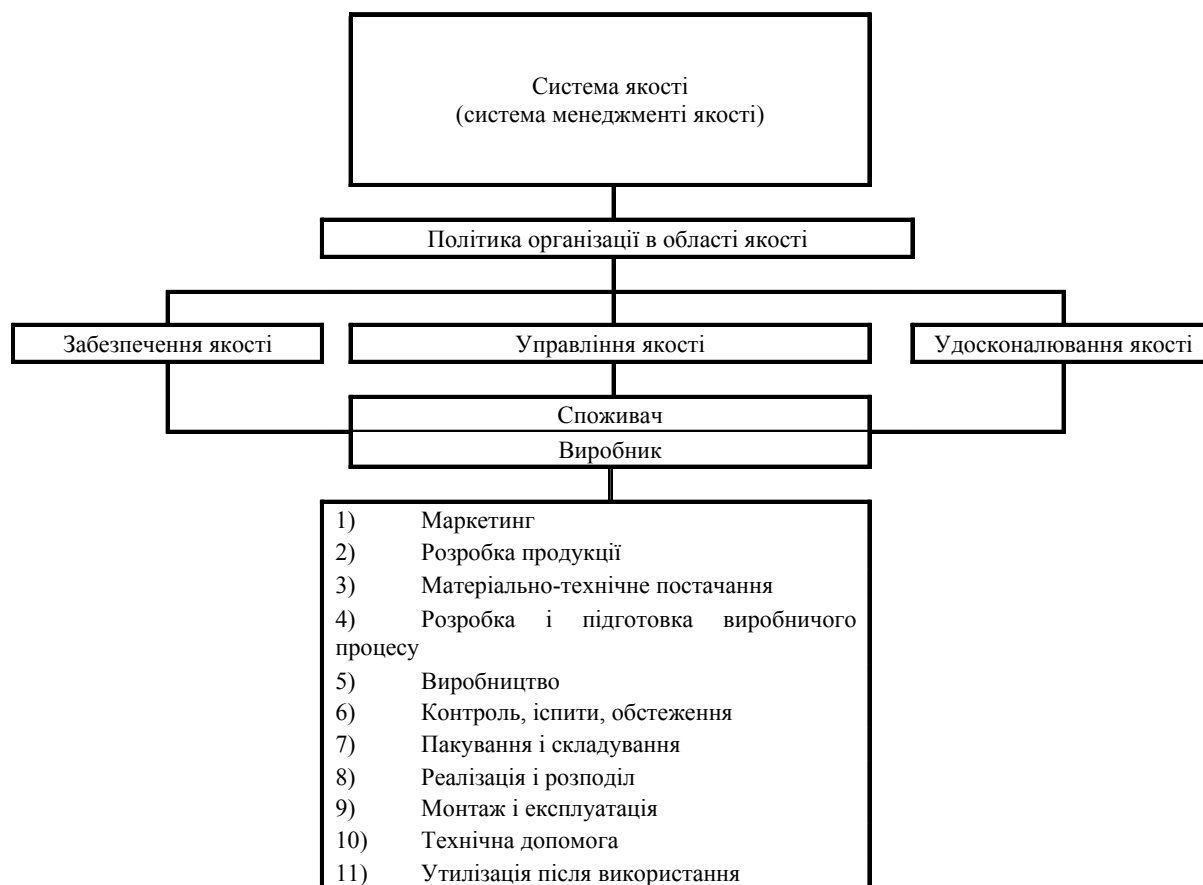 Система якості
(система менеджменті якості)
Політика організації в області якості
Забезпечення якості
Управління якості
Удосконалювання якості
Споживач
Виробник
1) Маркетинг
2) Розробка продукції
3) Матеріально-технічне постачання
4) Розробка і підготовка виробничого
процесу
5) Виробництво
6) Контроль, іспити, обстеження
7) Пакування і складування
8) Реалізація і розподіл
9) Монтаж і експлуатація
10) Технічна допомога
11) Утилізація після використання